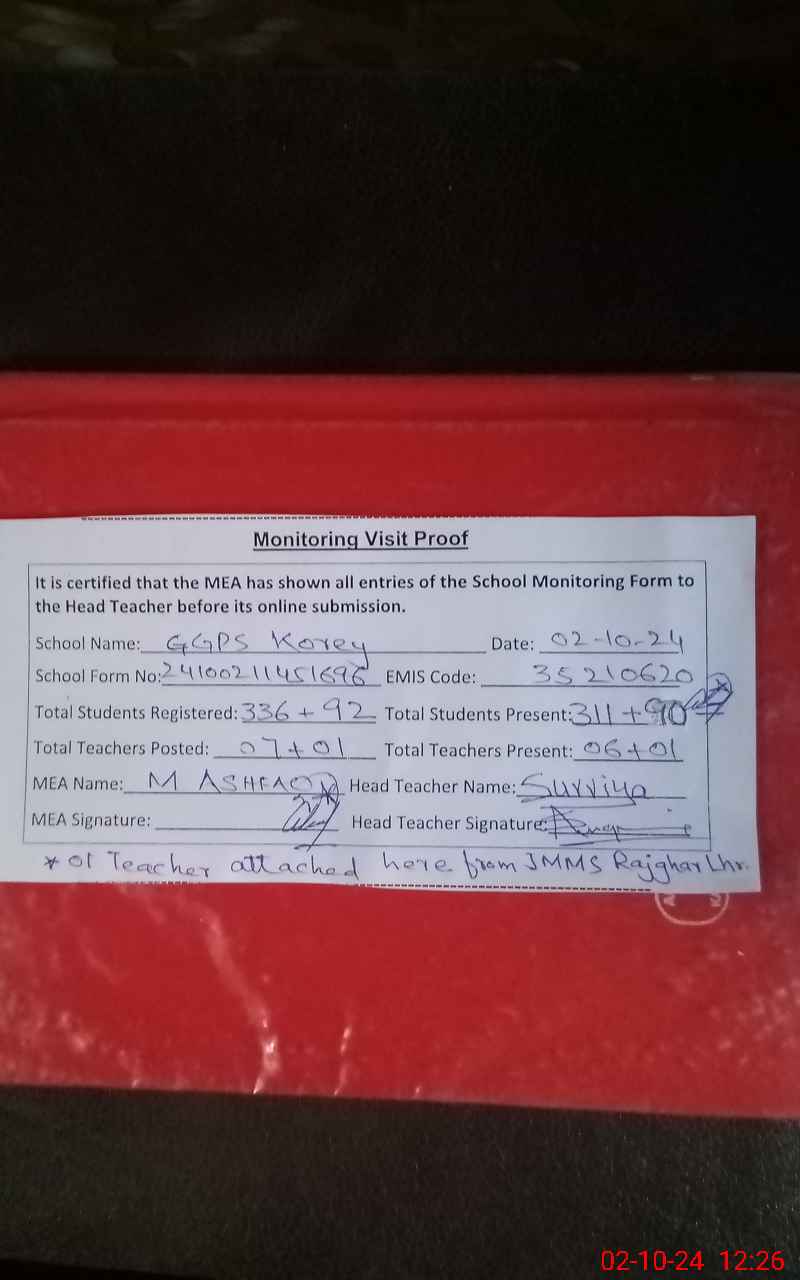 Monitoring Visit Proof
It is certified that the MEA has shown all entries of the School Monitoring Form to
the Head Teacher before its online submission.
School Name: GGPS Korey Date: 02-10-24
School Form No: 24100211451696 EMIS Code: 35210620
Total Students Registered: 336 + 92 Total Students Present: 311 + 90
Total Teachers Posted: 07 + 01 Total Teachers Present: 06 + 01
MEA Name: M ASHFAQ Head Teacher Name: Surriya
MEA Signature: Head Teacher Signature:
* 01 Teacher attached here from JMMS Rajghar Lhr.
02-10-24 12:26